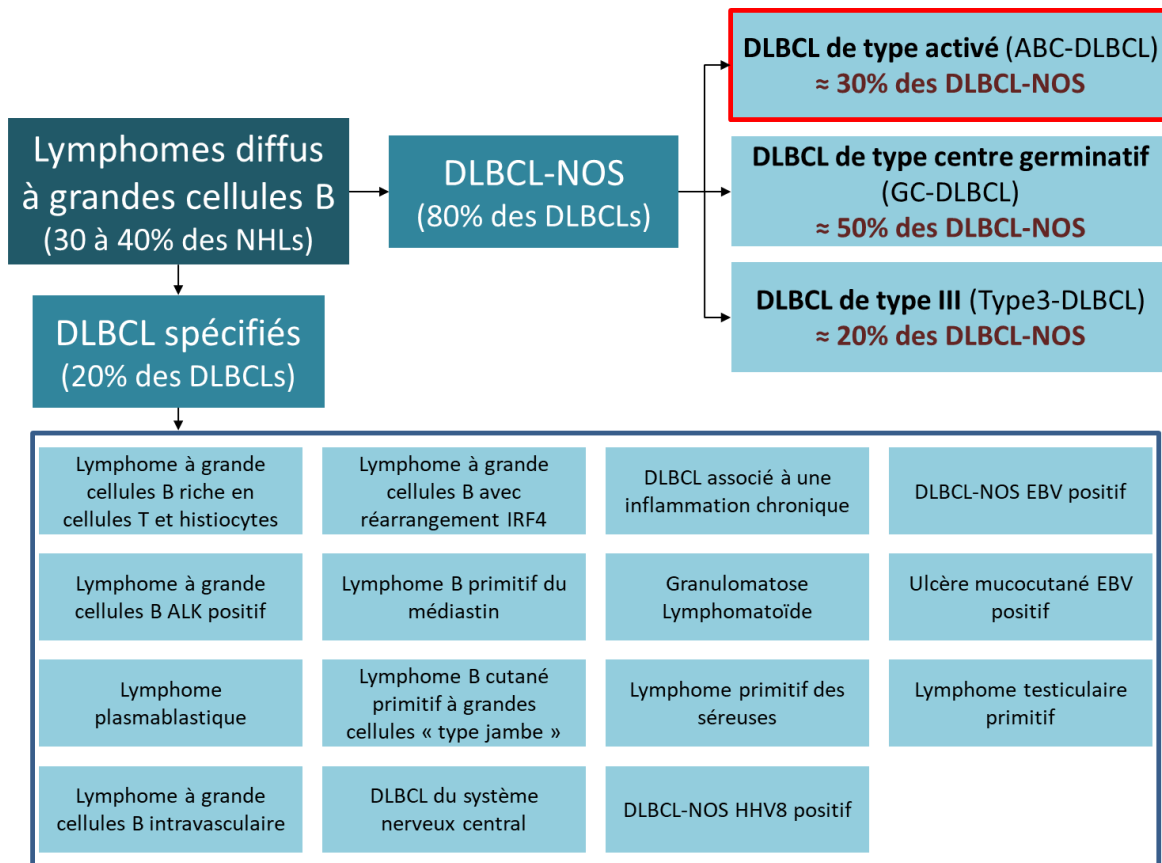 DLBCL de type activé (ABC-DLBCL)
≈ 30% des DLBCL-NOS
Lymphomes diffus
à grandes cellules B
(30 à 40% des NHLs)
DLBCL-NOS
(80% des DLBCLs)
DLBCL de type centre germinatif
(GC-DLBCL)
≈ 50% des DLBCL-NOS
DLBCL de type III (Type3-DLBCL)
≈ 20% des DLBCL-NOS
DLBCL spécifiés
(20% des DLBCLs)
Lymphome à grande
cellules B riche en
cellules T et histiocytes
Lymphome à grande
cellules B avec
réarrangement IRF4
DLBCL associé à une
inflammation chronique
DLBCL-NOS EBV positif
Lymphome à grande
cellules B ALK positif
Lymphome B primitif du
médiastin
Granulomatose
Lymphomatoïde
Ulcère mucocutané EBV
positif
Lymphome
plasmablastique
Lymphome B cutané
primitif à grandes
cellules « type jambe »
Lymphome primitif des
séreuses
Lymphome testiculaire
primitif
Lymphome à grande
cellules B intravasculaire
DLBCL du système
nerveux central
DLBCL-NOS HHV8 positif